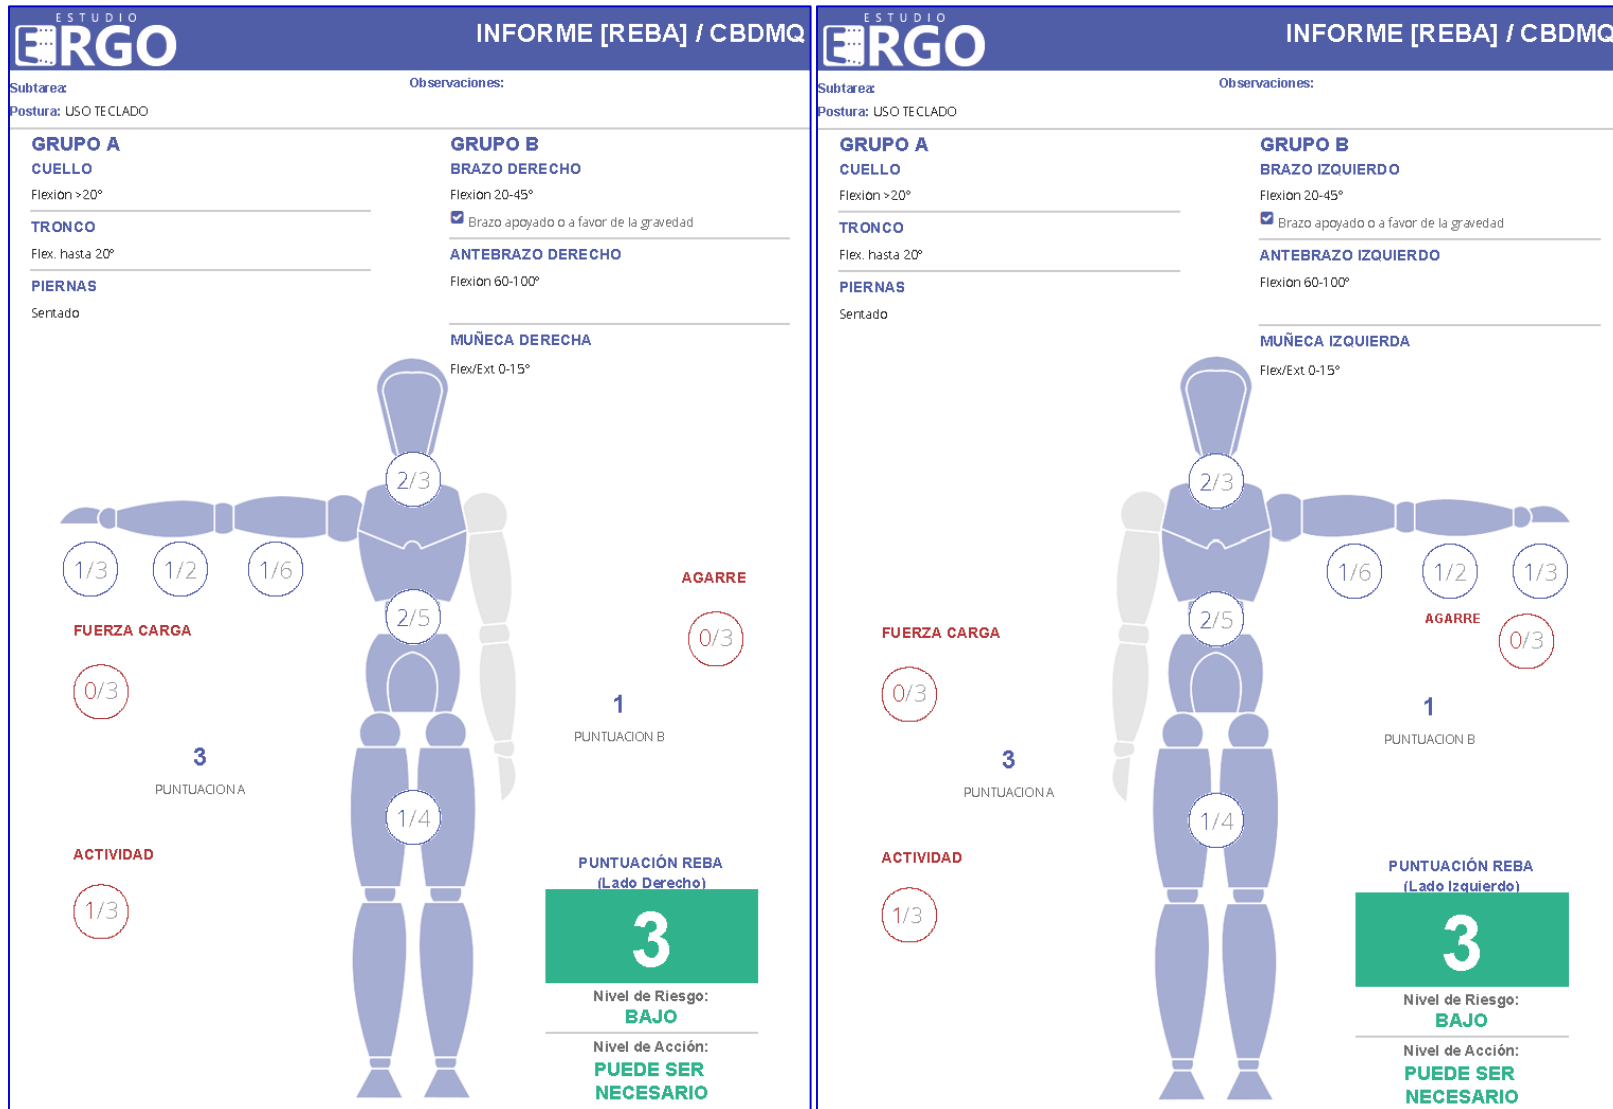 ESTUDIO
ERGO
INFORME [REBA] / CBDMQ
Subtarea:
Observaciones:
Postura: USO TECLADO
GRUPO A
CUELLO
Flexión >20°
TRONCO
Flex. hasta 20°
PIERNAS
Sentado
GRUPO B
BRAZO DERECHO
Flexión 20-45°
Brazo apoyado o a favor de la gravedad
ANTEBRAZO DERECHO
Flexión 60-100°
MUÑECA DERECHA
Flex/Ext 0-15°
2/3
1/3
1/2
1/6
AGARRE
2/5
FUERZA CARGA
0/3
0/3
1
PUNTUACION B
3
PUNTUACION A
1/4
ACTIVIDAD
1/3
PUNTUACIÓN REBA
(Lado Derecho)
3
Nivel de Riesgo:
BAJO
Nivel de Acción:
PUEDE SER
NECESARIO
ESTUDIO
ERGO
INFORME [REBA] / CBDMQ
Subtarea:
Observaciones:
Postura: USO TECLADO
GRUPO A
CUELLO
Flexión >20°
TRONCO
Flex. hasta 20°
PIERNAS
Sentado
GRUPO B
BRAZO IZQUIERDO
Flexión 20-45°
Brazo apoyado o a favor de la gravedad
ANTEBRAZO IZQUIERDO
Flexión 60-100°
MUÑECA IZQUIERDA
Flex/Ext 0-15°
2/3
1/6
1/2
1/3
2/5
AGARRE
0/3
FUERZA CARGA
0/3
1
PUNTUACION B
3
PUNTUACION A
1/4
ACTIVIDAD
1/3
PUNTUACIÓN REBA
(Lado Izquierdo)
3
Nivel de Riesgo:
BAJO
Nivel de Acción:
PUEDE SER
NECESARIO